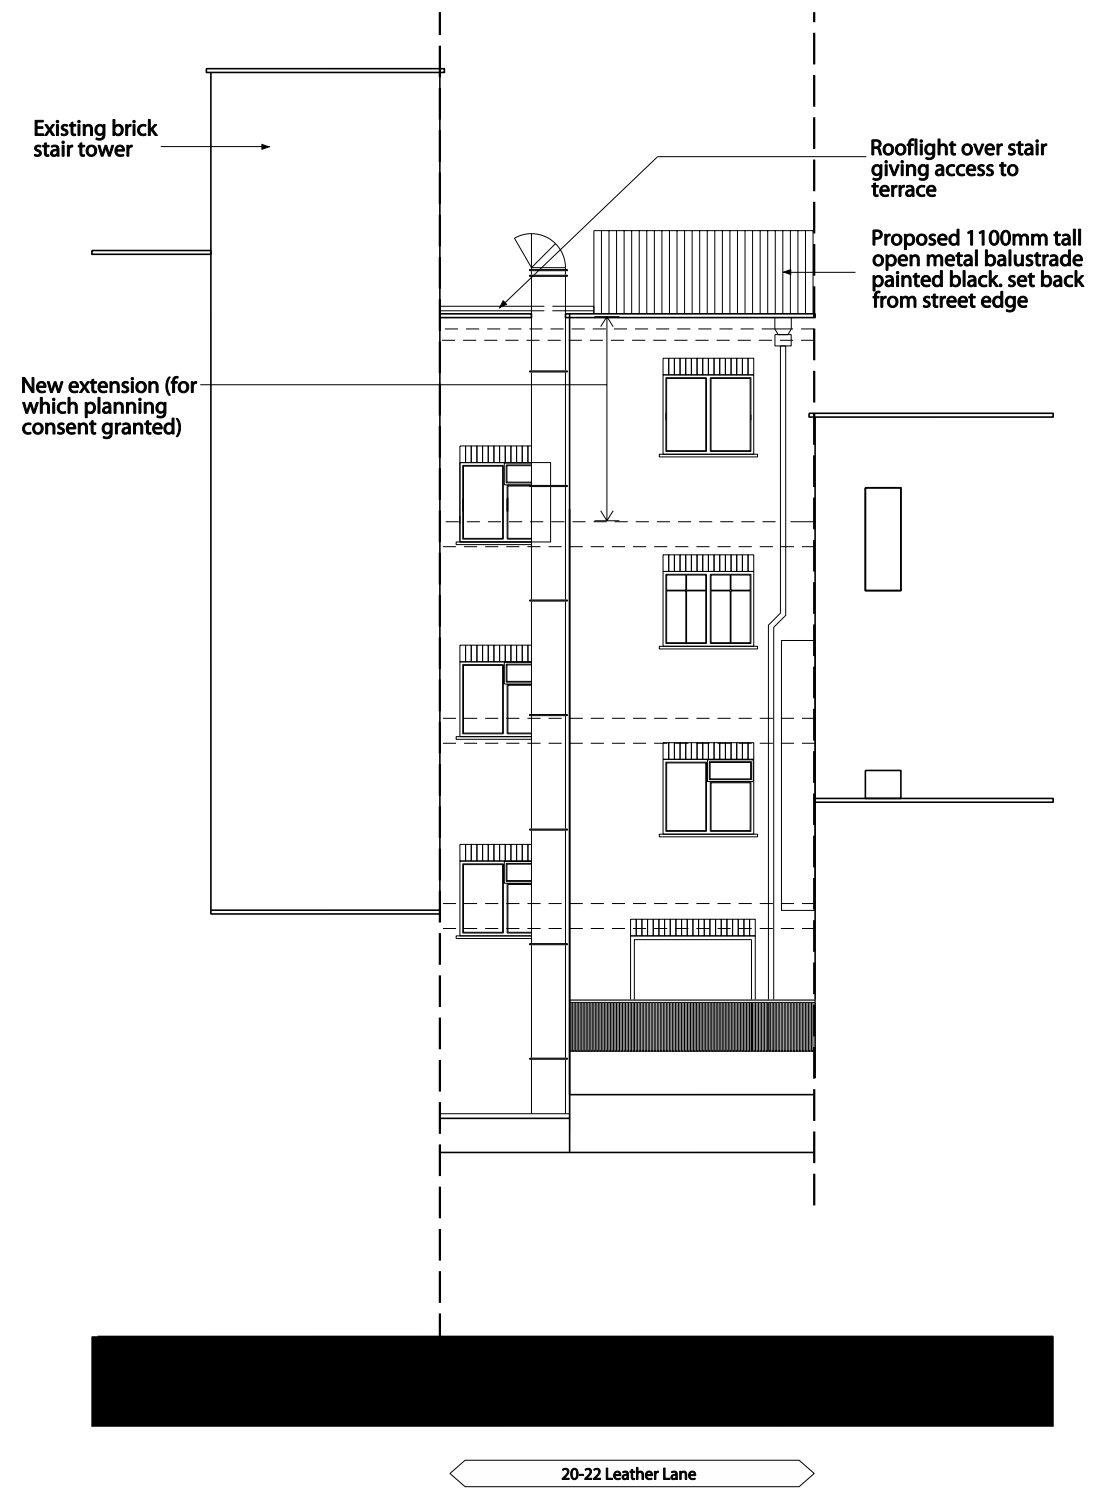 Existing brick
stair tower
Rooflight over stair
giving access to
terrace
Proposed 1100mm tall
open metal balustrade
painted black. set back
from street edge
New extension (for
which planning
consent granted)
20-22 Leather Lane